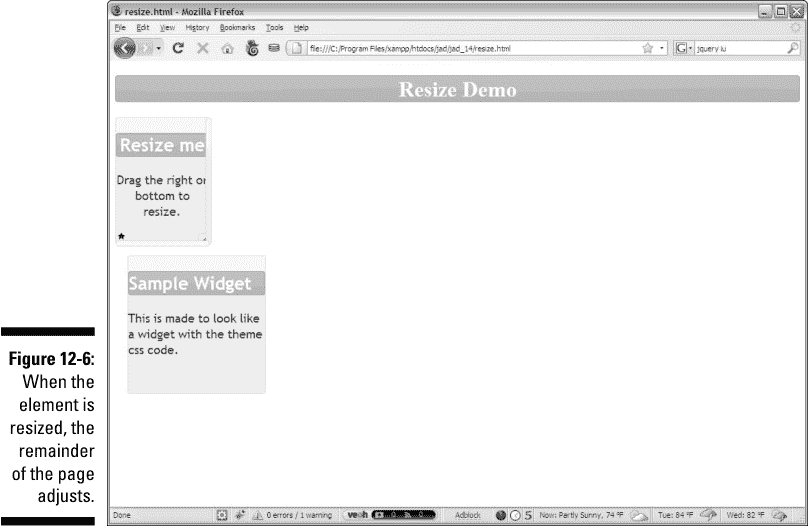 resize.html - Mozilla Firefox
File Edit View History Bookmarks Tools Help
file:///C:/Program Files/xampp/htdocs/jad/jad_14/resize.html
jquery iu
Resize Demo
Resize me
Drag the right or
bottom to
resize.
Sample Widget
This is made to look like
a widget with the theme
css code.
Figure 12-6:
When the
element is
resized, the
remainder
of the page
adjusts.
Done
0 errors / 1 warning
veoh
Adblock
5
Now: Partly Sunny, 74 °F
Tue: 84 °F
Wed: 82 °F